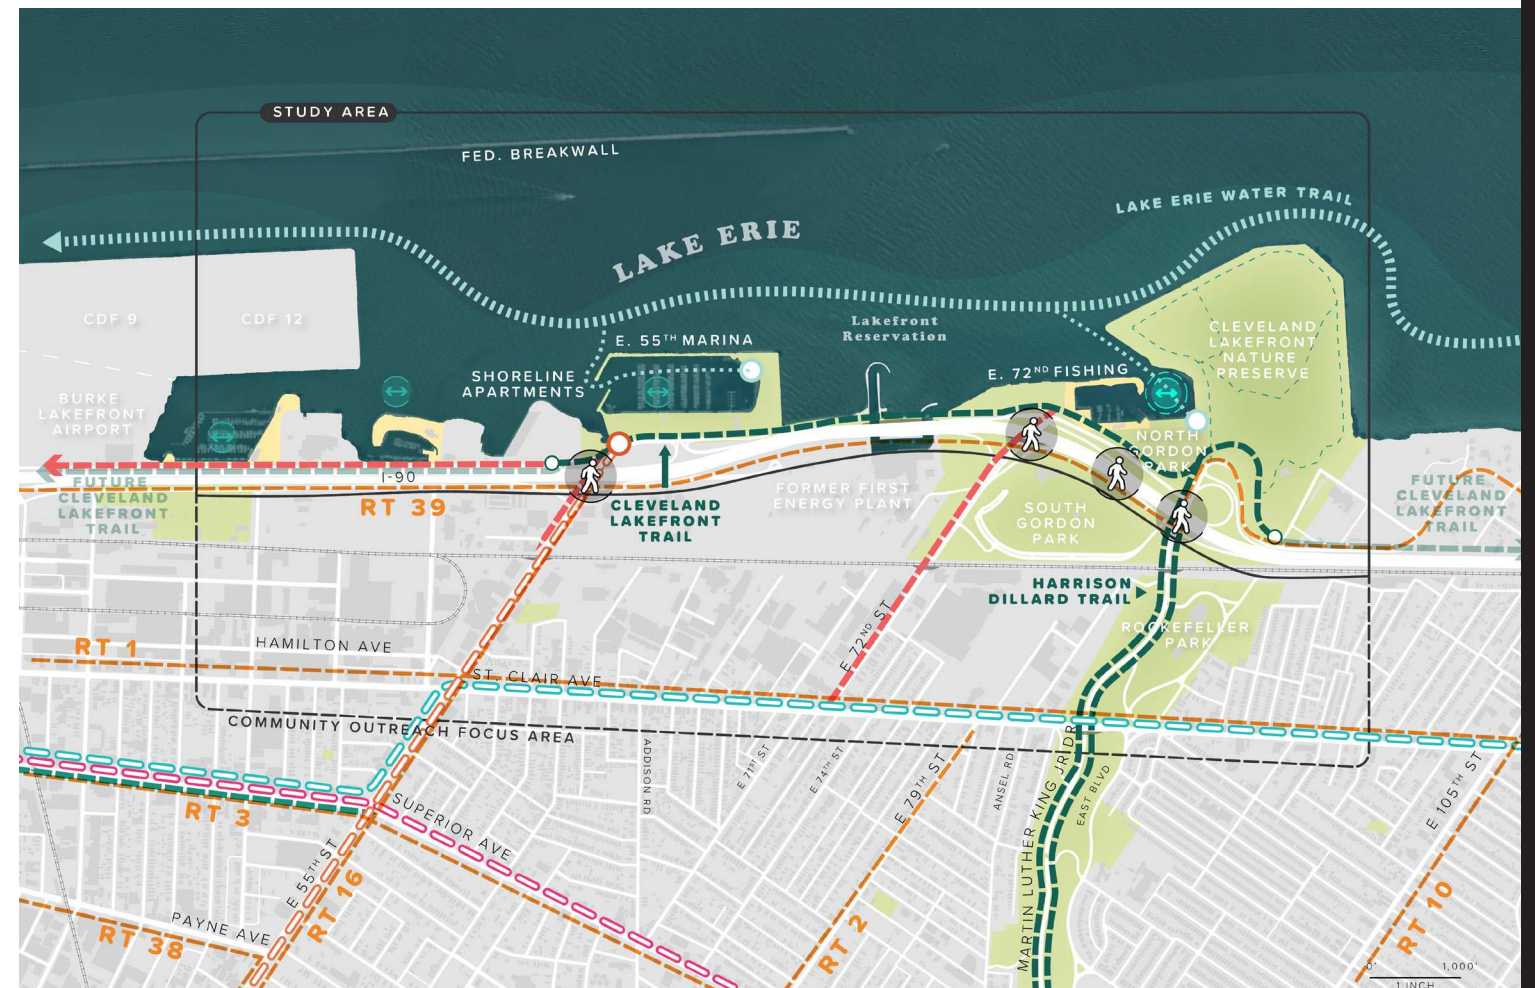 STUDY AREA
FED. BREAKWALL
LAKE ERIE WATER TRAIL
LAKE ERIE
CDF 9
CDF 12
Lakefront
Reservation
CLEVELAND
LAKEFRONT
NATURE
PRESERVE
E. 55TH MARINA
SHORELINE
APARTMENTS
E. 72ND FISHING
BURKE
LAKEFRONT
AIRPORT
NORTH
GORDON
PARK
I-90
FUTURE
CLEVELAND
LAKEFRONT
TRAIL
RT 39
CLEVELAND
LAKEFRONT
TRAIL
FORMER FIRST
ENERGY PLANT
SOUTH
GORDON
PARK
FUTURE
CLEVELAND
LAKEFRONT
TRAIL
HARRISON
DILLARD TRAIL
ROCKEFELLER
PARK
E 72ND ST
RT 1
HAMILTON AVE
ST. CLAIR AVE
COMMUNITY OUTREACH FOCUS AREA
ADDISON RD
E 71ST ST
E 74TH ST
E 79TH ST
ANSEL RD
MARTIN LUTHER KING JR DR
EAST BLVD
E 105TH ST
RT 3
SUPERIOR AVE
E 55TH ST
RT 16
PAYNE AVE
RT 38
RT 2
RT 10
0'
1,000'
1 INCH